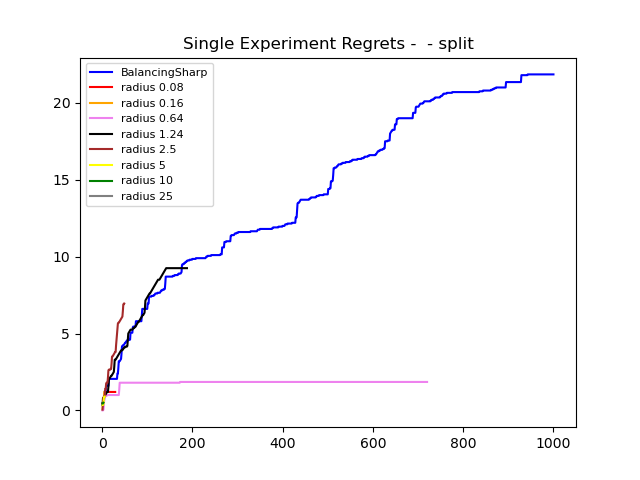 Single Experiment Regrets -  - split
BalancingSharp
radius 0.08
radius 0.16
radius 0.64
radius 1.24
radius 2.5
radius 5
radius 10
radius 25
20
15
10
5
0
0 200 400 600 800 1000